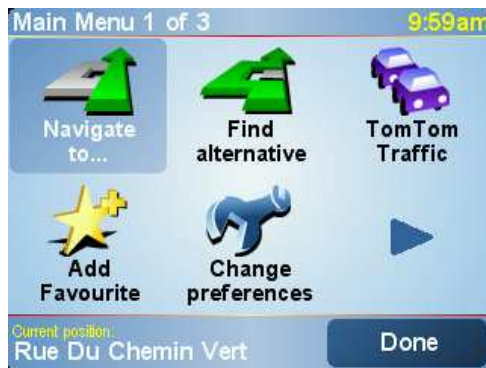 Main Menu 1 of 3
9:59am
Navigate
to...
Find
alternative
TomTom
Traffic
Add
Favourite
Change
preferences
Current position:
Rue Du Chemin Vert
Done